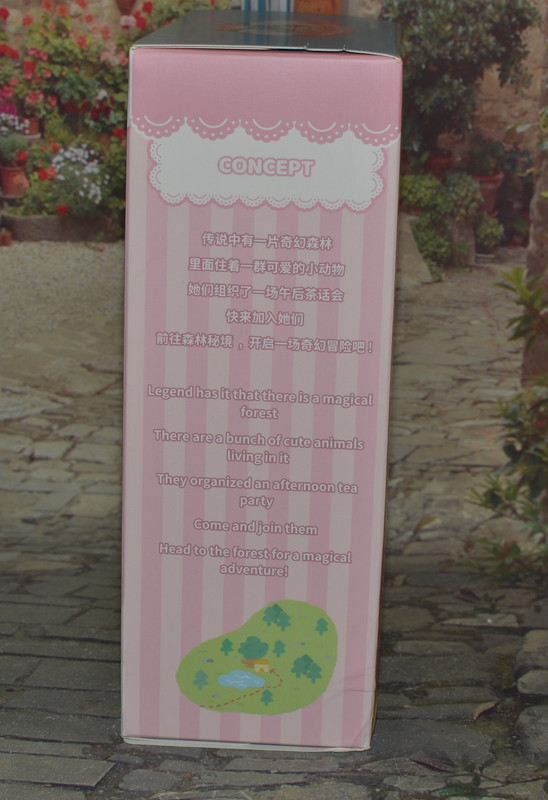 CONCEPT
传说中有一片奇幻森林
里面住着一群可爱的小动物
她们组织了一场午后茶话会
快来加入她们
前往森林秘境，开启一场奇幻冒险吧！
Legend has it that there is a magical
forest
There are a bunch of cute animals
living in it
They organized an afternoon tea
party
Come and join them
Head to the forest for a magical
adventure!